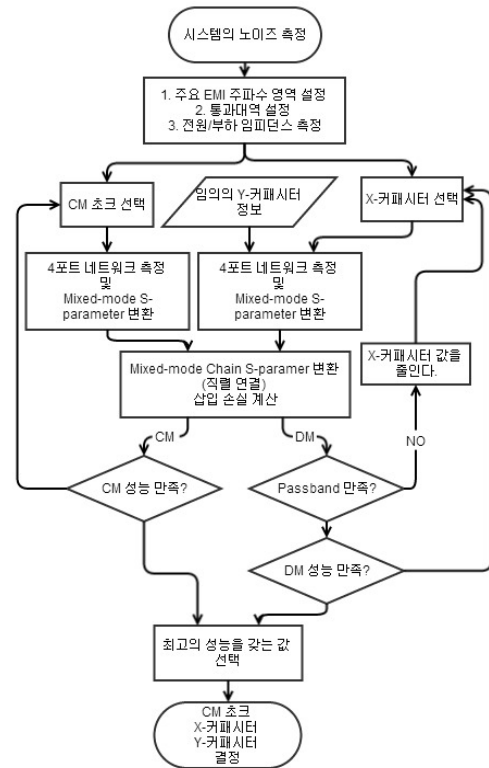 시스템의 노이즈 측정
1. 주요 EMI 주파수 영역 설정
2. 통과대역 설정
3. 전원/부하 임피던스 측정
CM 초크 선택
임의의 Y-커패시터
정보
X-커패시터 선택
4포트 네트워크 측정
및
Mixed-mode S-
parameter 변환
4포트 네트워크 측정
및
Mixed-mode S-
parameter 변환
X-커패시터 값을
줄인다.
Mixed-mode Chain S-paramer 변환
(직렬 연결)
삽입 손실 계산
CM
DM
NO
CM 성능 만족?
Passband 만족?
DM 성능 만족?
최고의 성능을 갖는 값
선택
CM 초크
X-커패시터
Y-커패시터
결정